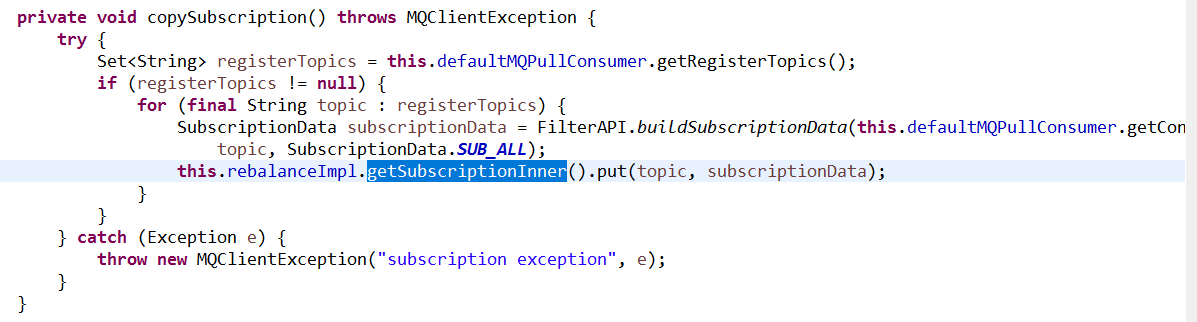 private void copySubscription() throws MQClientException {
    try {
        Set<String> registerTopics = this.defaultMQPullConsumer.getRegisterTopics();
        if (registerTopics != null) {
            for (final String topic : registerTopics) {
                SubscriptionData subscriptionData = FilterAPI.buildSubscriptionData(this.defaultMQPullConsumer.getCon
                    topic, SubscriptionData.SUB_ALL);
                this.rebalanceImpl.getSubscriptionInner().put(topic, subscriptionData);
            }
        }
    } catch (Exception e) {
        throw new MQClientException("subscription exception", e);
    }
}